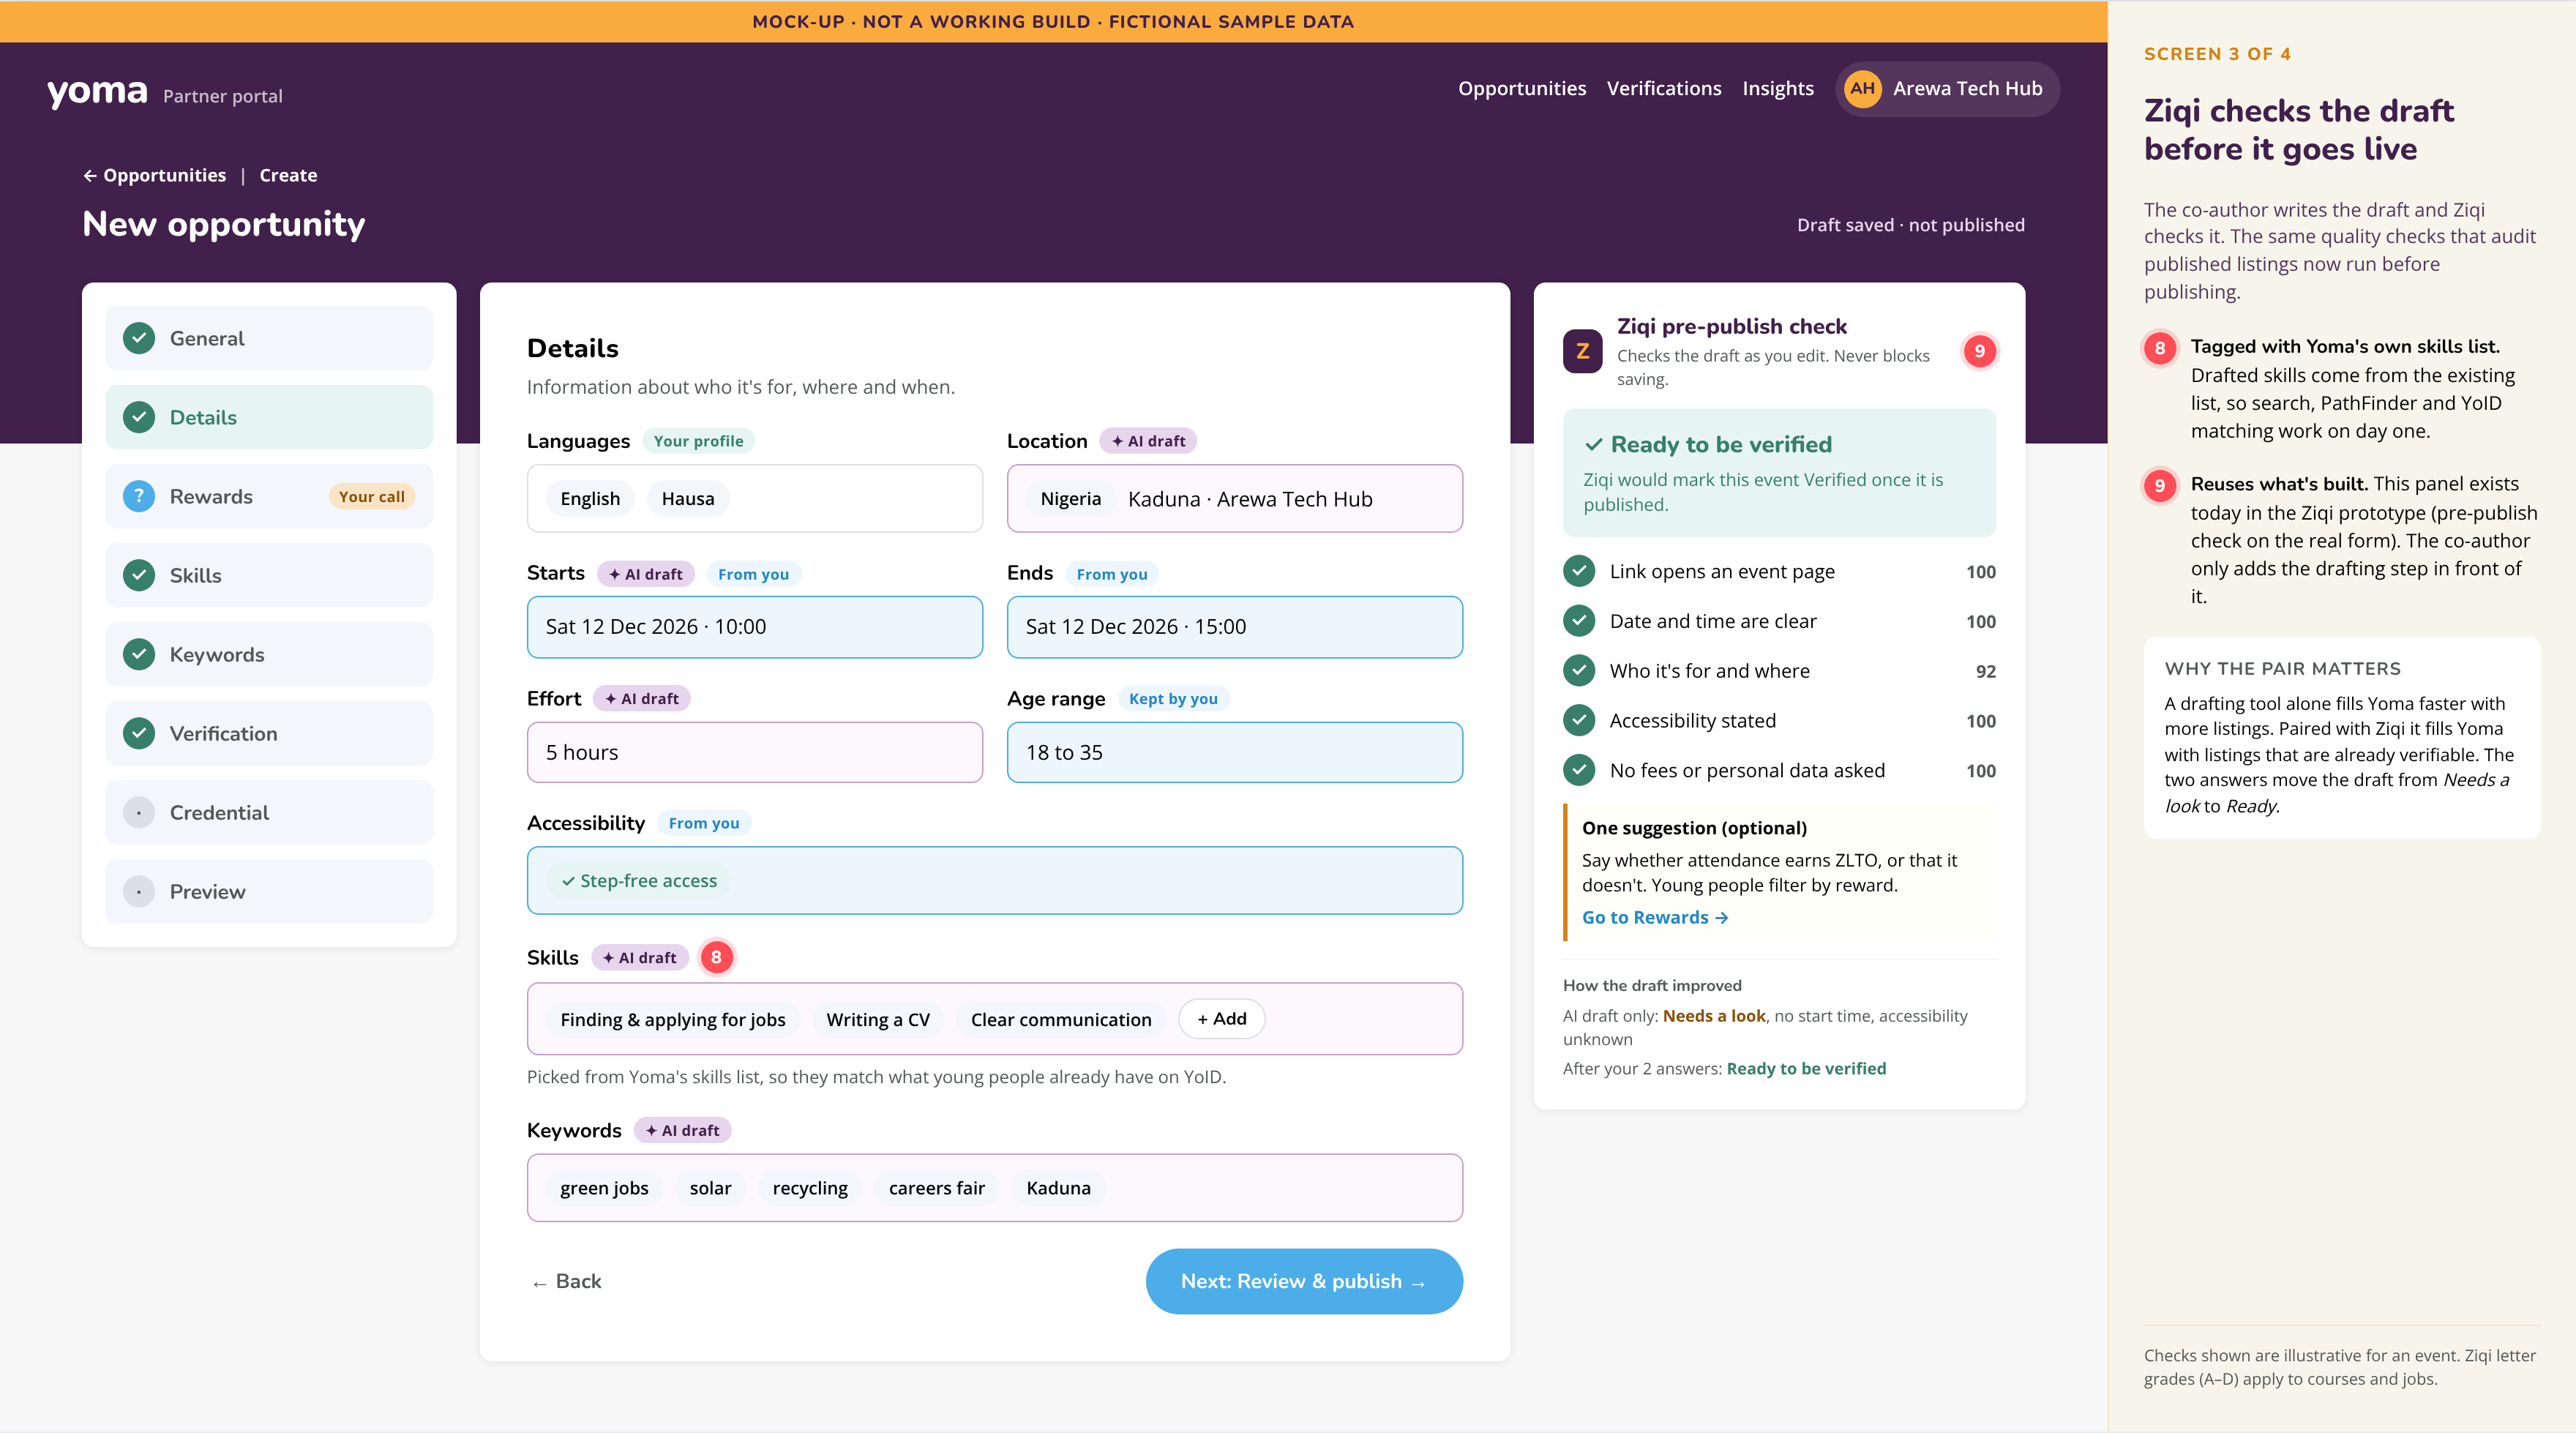 MOCK-UP · NOT A WORKING BUILD · FICTIONAL SAMPLE DATA
yoma Partner portal
Opportunities Verifications Insights AH Arewa Tech Hub
← Opportunities | Create
New opportunity
Draft saved · not published
General
Details
? Rewards Your call
Skills
Keywords
Verification
Credential
Preview
Details
Information about who it's for, where and when.
Languages Your profile
English Hausa
Location ✦ AI draft
Nigeria Kaduna · Arewa Tech Hub
Starts ✦ AI draft From you
Sat 12 Dec 2026 · 10:00
Ends From you
Sat 12 Dec 2026 · 15:00
Effort ✦ AI draft
5 hours
Age range Kept by you
18 to 35
Accessibility From you
✓ Step-free access
Skills ✦ AI draft 8
Finding & applying for jobs Writing a CV Clear communication + Add
Picked from Yoma's skills list, so they match what young people already have on YoID.
Keywords ✦ AI draft
green jobs solar recycling careers fair Kaduna
← Back
Next: Review & publish →
Z Ziqi pre-publish check 9
Checks the draft as you edit. Never blocks
saving.
✓ Ready to be verified
Ziqi would mark this event Verified once it is
published.
Link opens an event page 100
Date and time are clear 100
Who it's for and where 92
Accessibility stated 100
No fees or personal data asked 100
One suggestion (optional)
Say whether attendance earns ZLTO, or that it
doesn't. Young people filter by reward.
Go to Rewards →
How the draft improved
AI draft only: Needs a look, no start time, accessibility
unknown
After your 2 answers: Ready to be verified
SCREEN 3 OF 4
Ziqi checks the draft
before it goes live
The co-author writes the draft and Ziqi
checks it. The same quality checks that audit
published listings now run before
publishing.
8 Tagged with Yoma's own skills list.
Drafted skills come from the existing
list, so search, PathFinder and YoID
matching work on day one.
9 Reuses what's built. This panel exists
today in the Ziqi prototype (pre-publish
check on the real form). The co-author
only adds the drafting step in front of
it.
WHY THE PAIR MATTERS
A drafting tool alone fills Yoma faster with
more listings. Paired with Ziqi it fills Yoma
with listings that are already verifiable. The
two answers move the draft from Needs a
look to Ready.
Checks shown are illustrative for an event. Ziqi letter
grades (A–D) apply to courses and jobs.